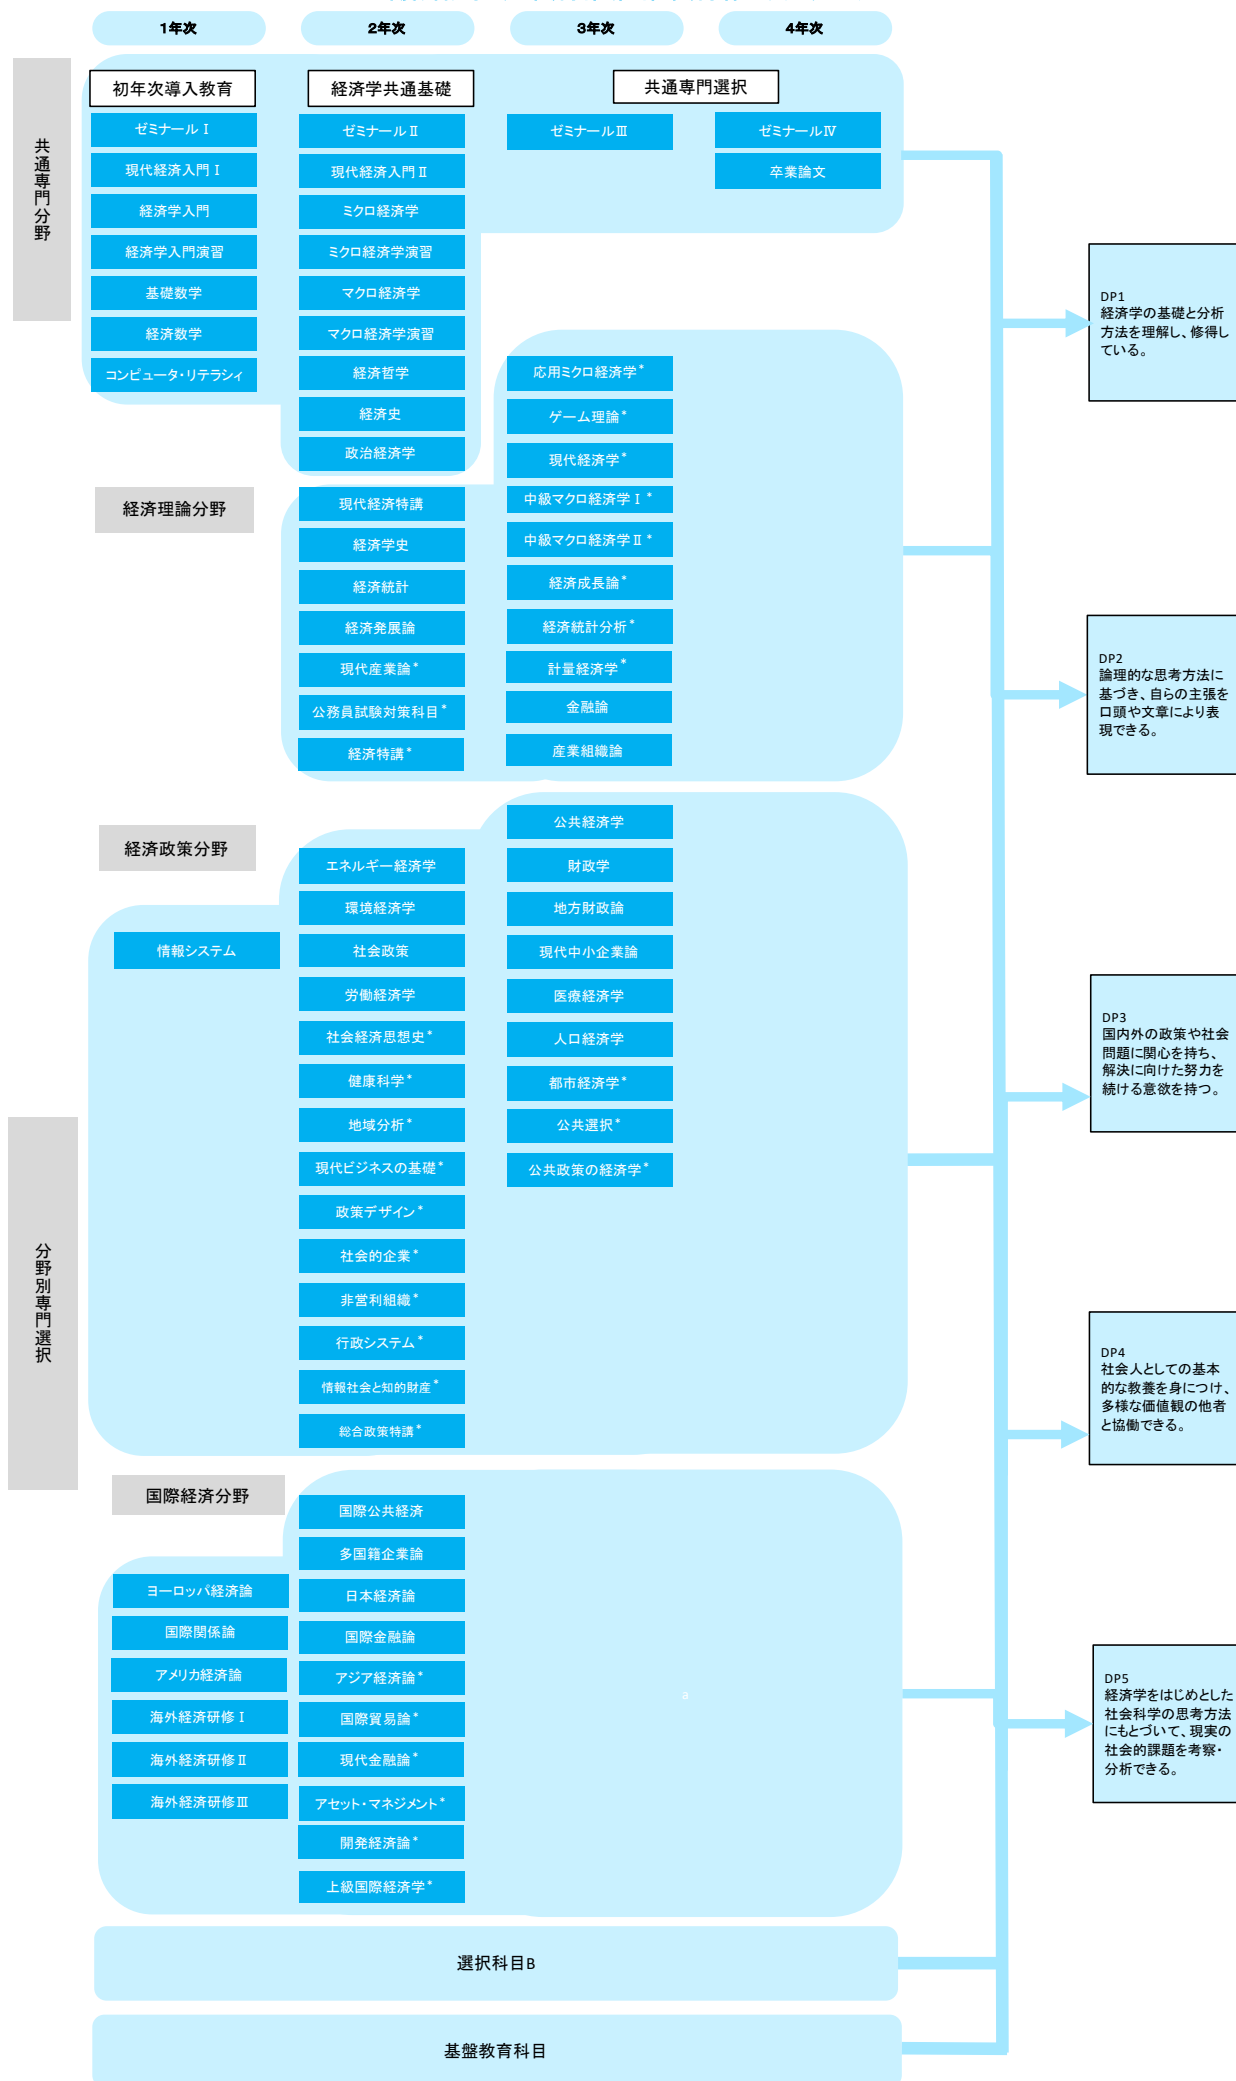 1年次
2年次
3年次
4年次
共通専門分野
初年次導入教育
ゼミナールⅠ
現代経済入門Ⅰ
経済学入門
経済学入門演習
基礎数学
経済数学
コンピュータ・リテラシィ
経済学共通基礎
ゼミナールⅡ
現代経済入門Ⅱ
ミクロ経済学
ミクロ経済学演習
マクロ経済学
マクロ経済学演習
経済哲学
経済史
政治経済学
共通専門選択
ゼミナールⅢ
ゼミナールⅣ
卒業論文
経済理論分野
現代経済特講
経済学史
経済統計
経済発展論
現代産業論*
公務員試験対策科目*
経済特講*
応用ミクロ経済学*
ゲーム理論*
現代経済学*
中級マクロ経済学Ⅰ*
中級マクロ経済学Ⅱ*
経済成長論*
経済統計分析*
計量経済学*
金融論
産業組織論
分野別専門選択
経済政策分野
情報システム
エネルギー経済学
環境経済学
社会政策
労働経済学
社会経済思想史*
健康科学*
地域分析*
現代ビジネスの基礎*
政策デザイン*
社会的企業*
非営利組織*
行政システム*
情報社会と知的財産*
総合政策特講*
公共経済学
財政学
地方財政論
現代中小企業論
医療経済学
人口経済学
都市経済学*
公共選択*
公共政策の経済学*
国際経済分野
ヨーロッパ経済論
国際関係論
アメリカ経済論
海外経済研修Ⅰ
海外経済研修Ⅱ
海外経済研修Ⅲ
国際公共経済
多国籍企業論
日本経済論
国際金融論
アジア経済論*
国際貿易論*
現代金融論*
アセット・マネジメント*
開発経済論*
上級国際経済学*
a
選択科目B
基盤教育科目
DP1
経済学の基礎と分析
方法を理解し、修得し
ている。
DP2
論理的な思考方法に
基づき、自らの主張を
口頭や文章により表
現できる。
DP3
国内外の政策や社会
問題に関心を持ち、
解決に向けた努力を
続ける意欲を持つ。
DP4
社会人としての基本
的な教養を身につけ、
多様な価値観の他者
と協働できる。
DP5
経済学をはじめとした
社会科学の思考方法
にもとづいて、現実の
社会的課題を考察・
分析できる。